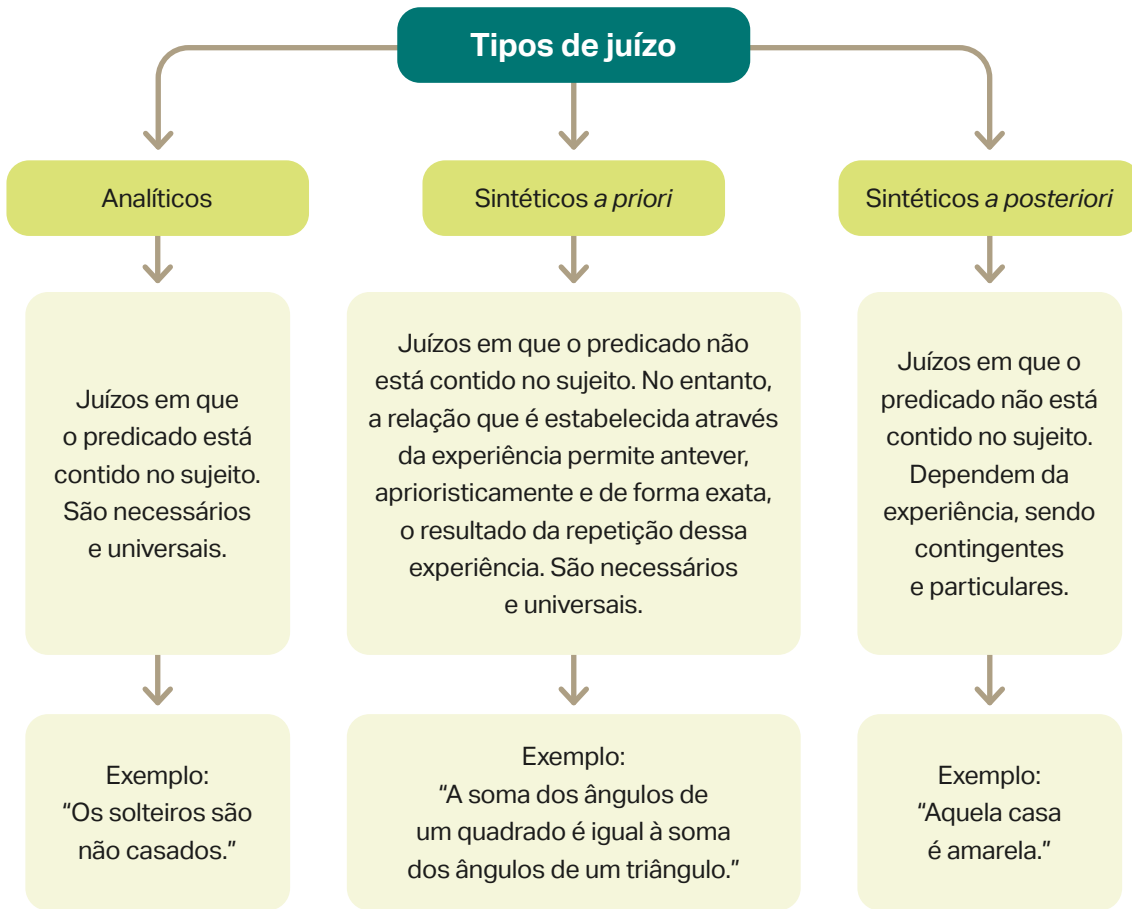 Tipos de juízo
Analíticos
Sintéticos a priori
Sintéticos a posteriori
Juízos em que
o predicado está
contido no sujeito.
São necessários
e universais.
Juízos em que o predicado não
está contido no sujeito. No entanto,
a relação que é estabelecida através
da experiência permite antever,
aprioristicamente e de forma exata,
o resultado da repetição dessa
experiência. São necessários
e universais.
Juízos em que o
predicado não está
contido no sujeito.
Dependem da
experiência, sendo
contingentes
e particulares.
Exemplo:
“Os solteiros são
não casados.”
Exemplo:
“A soma dos ângulos de
um quadrado é igual à soma
dos ângulos de um triângulo.”
Exemplo:
“Aquela casa
é amarela.”